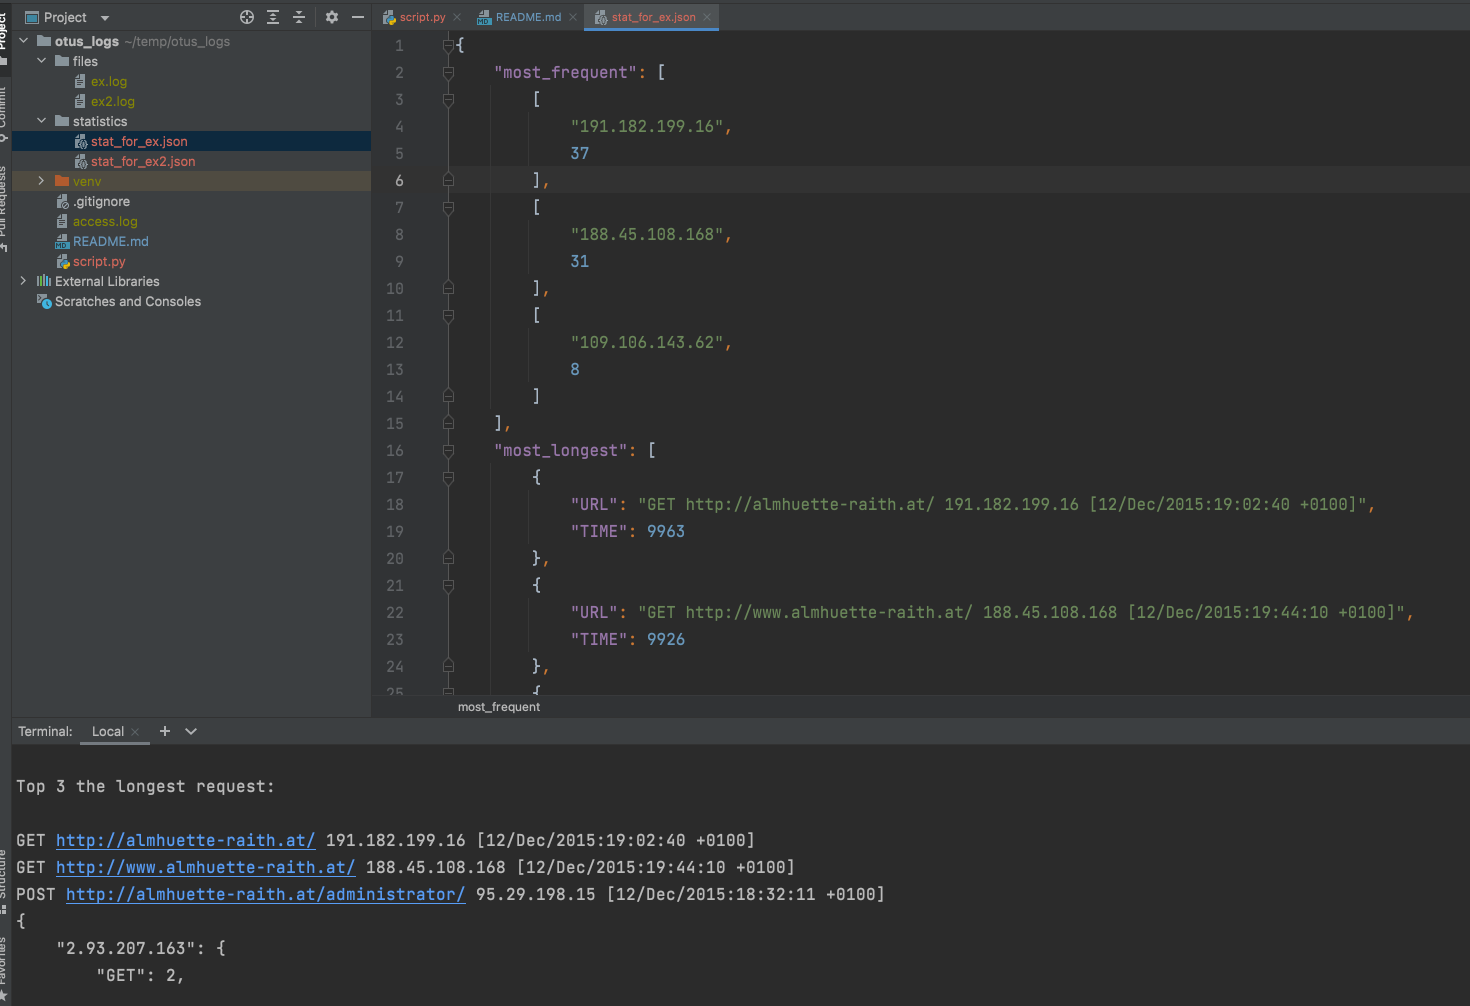 Project
script.py
README.md
stat_for_ex.json
Project
otus_logs ~/temp/otus_logs
files
ex.log
ex2.log
statistics
stat_for_ex.json
stat_for_ex2.json
venv
.gitignore
access.log
README.md
script.py
External Libraries
Scratches and Consoles
Commit
Pull Requests
Structure
Favorites
1 {
2 "most_frequent": [
3 [
4 "191.182.199.16",
5 37
6 ],
7 [
8 "188.45.108.168",
9 31
10 ],
11 [
12 "109.106.143.62",
13 8
14 ]
15 ],
16 "most_longest": [
17 {
18 "URL": "GET http://almhuette-raith.at/ 191.182.199.16 [12/Dec/2015:19:02:40 +0100]",
19 "TIME": 9963
20 },
21 {
22 "URL": "GET http://www.almhuette-raith.at/ 188.45.108.168 [12/Dec/2015:19:44:10 +0100]",
23 "TIME": 9926
24 },
25 {
most_frequent
Terminal: Local
Top 3 the longest request:
GET http://almhuette-raith.at/ 191.182.199.16 [12/Dec/2015:19:02:40 +0100]
GET http://www.almhuette-raith.at/ 188.45.108.168 [12/Dec/2015:19:44:10 +0100]
POST http://almhuette-raith.at/administrator/ 95.29.198.15 [12/Dec/2015:18:32:11 +0100]
{
"2.93.207.163": {
"GET": 2,